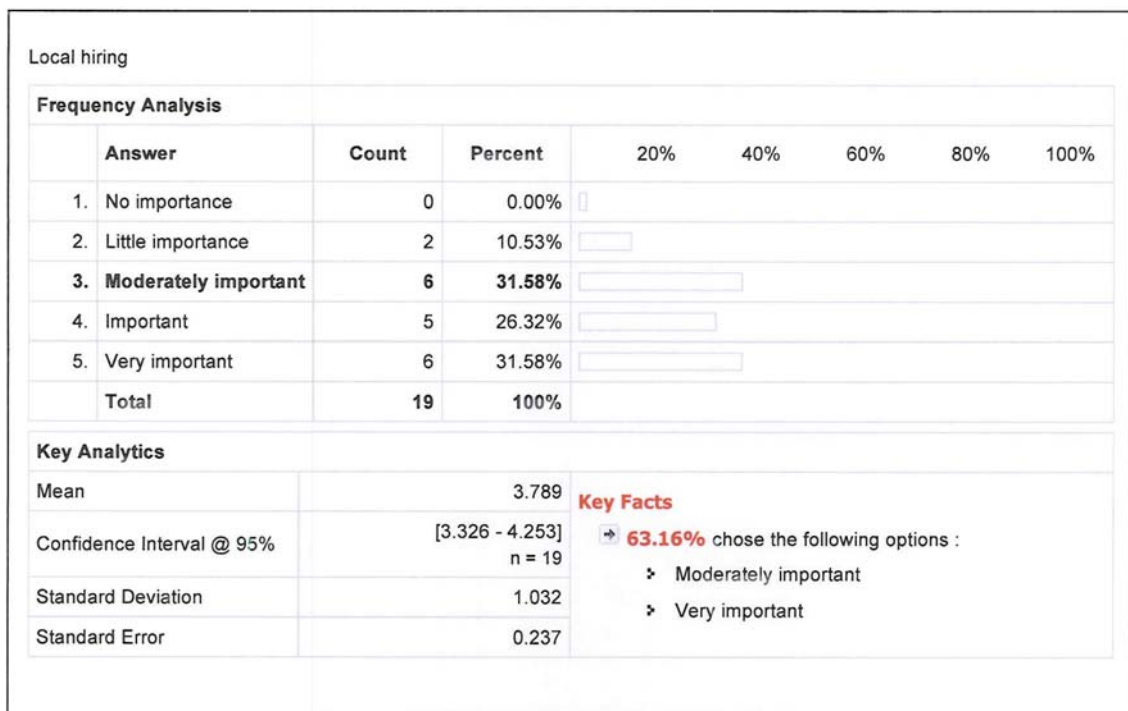 Local hiring
Frequency Analysis
Answer Count Percent 20% 40% 60% 80% 100%
1. No importance 0 0.00%
2. Little importance 2 10.53%
3. Moderately important 6 31.58%
4. Important 5 26.32%
5. Very important 6 31.58%
Total 19 100%
Key Analytics
Mean 3.789
Confidence Interval @ 95% [3.326 - 4.253]
n = 19
Standard Deviation 1.032
Standard Error 0.237
Key Facts
63.16% chose the following options :
Moderately important
Very important